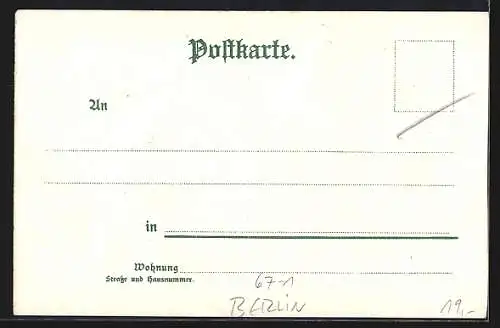 Postkarte.
An
in
Wohnung
Straße und Hausnummer.
67-1
BERLIN
19,-